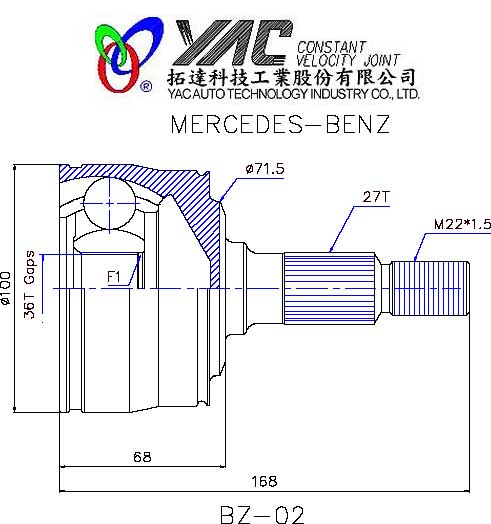 YAC CONSTANT
VELOCITY JOINT
®
拓達科技工業股份有限公司
YAC AUTO TECHNOLOGY INDUSTRY CO., LTD.
MERCEDES-BENZ
ø71.5
27T
M22*1.5
ø100
36T Gaps
F1
68
168
BZ-02